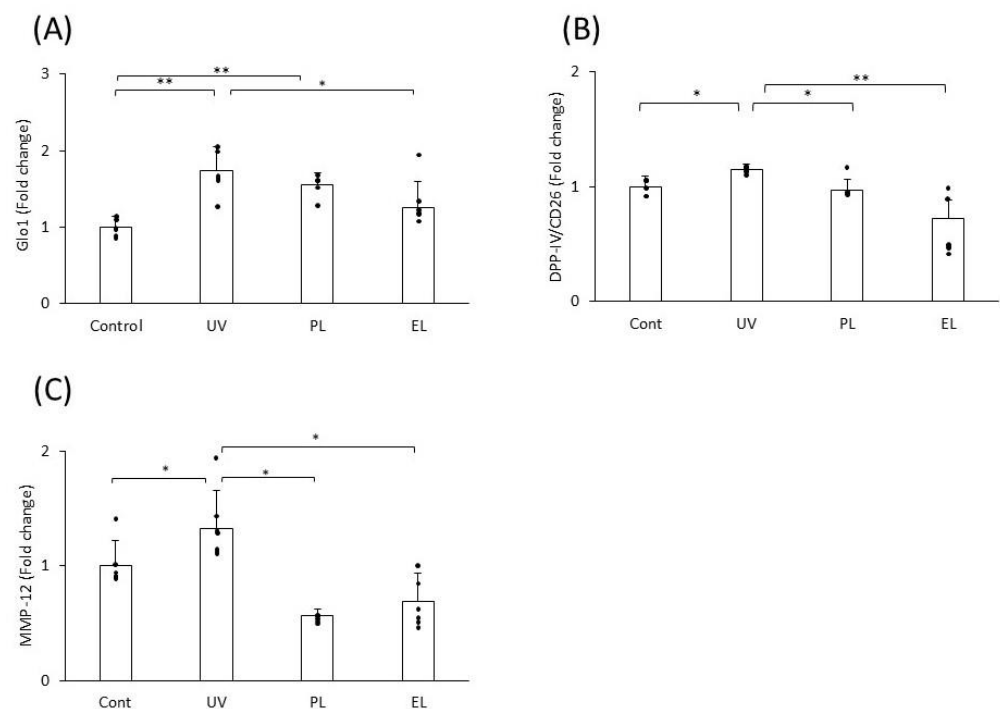 (A)
Glo1 (Fold change)
3
2
1
0
**
**
*
Control UV PL EL
(B)
DPP-IV/CD26 (Fold change)
2
1
0
*
*
**
Cont UV PL EL
(C)
MMP-12 (Fold change)
2
1
0
*
*
*
Cont UV PL EL